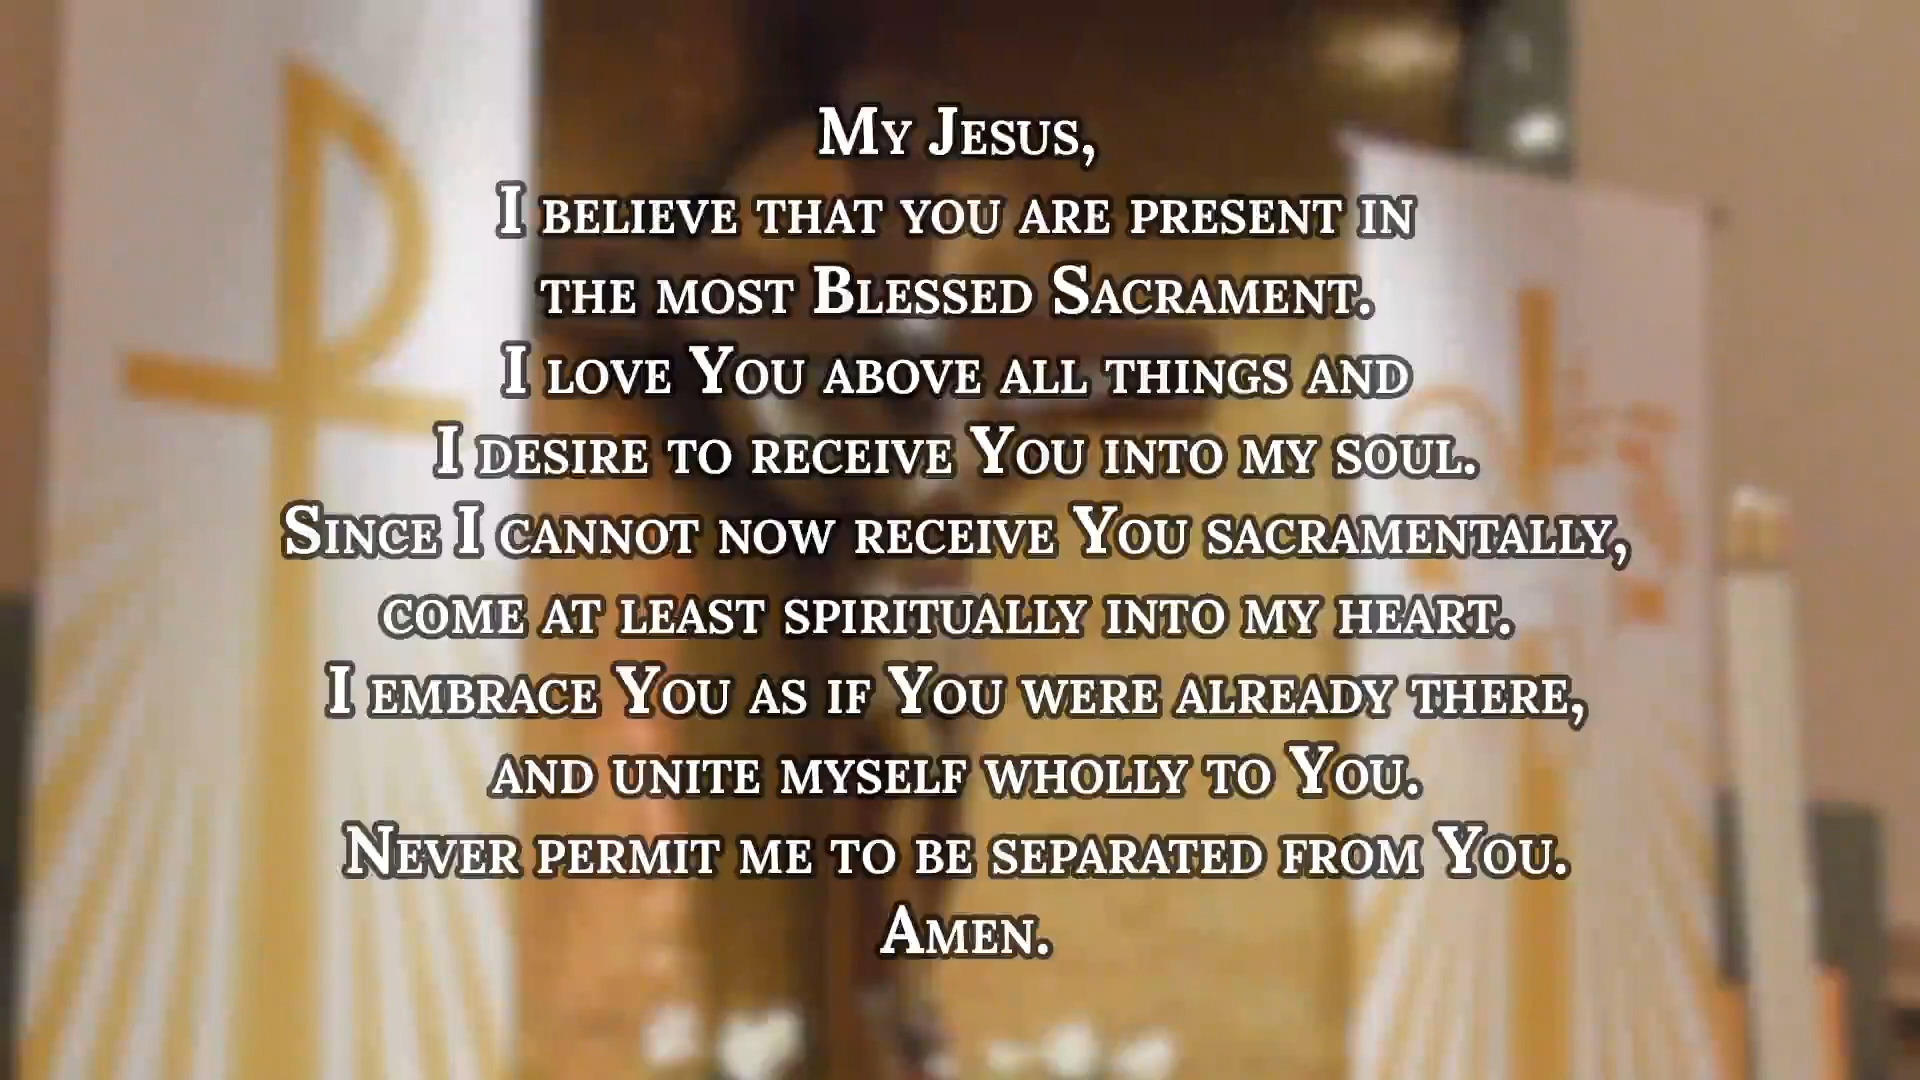 My Jesus,
I believe that you are present in
the most Blessed Sacrament.
I love You above all things and
I desire to receive You into my soul.
Since I cannot now receive You sacramentally,
come at least spiritually into my heart.
I embrace You as if You were already there,
and unite myself wholly to You.
Never permit me to be separated from You.
Amen.